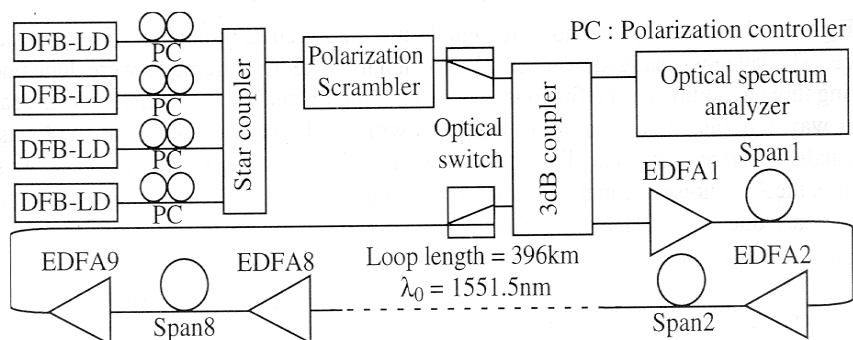 DFB-LD
PC
DFB-LD
PC
DFB-LD
PC
DFB-LD
PC
Star coupler
Polarization
Scrambler
Optical
switch
3dB coupler
PC : Polarization controller
Optical spectrum
analyzer
EDFA1
Span1
EDFA2
Span2
Loop length = 396km
λ0 = 1551.5nm
EDFA8
Span8
EDFA9